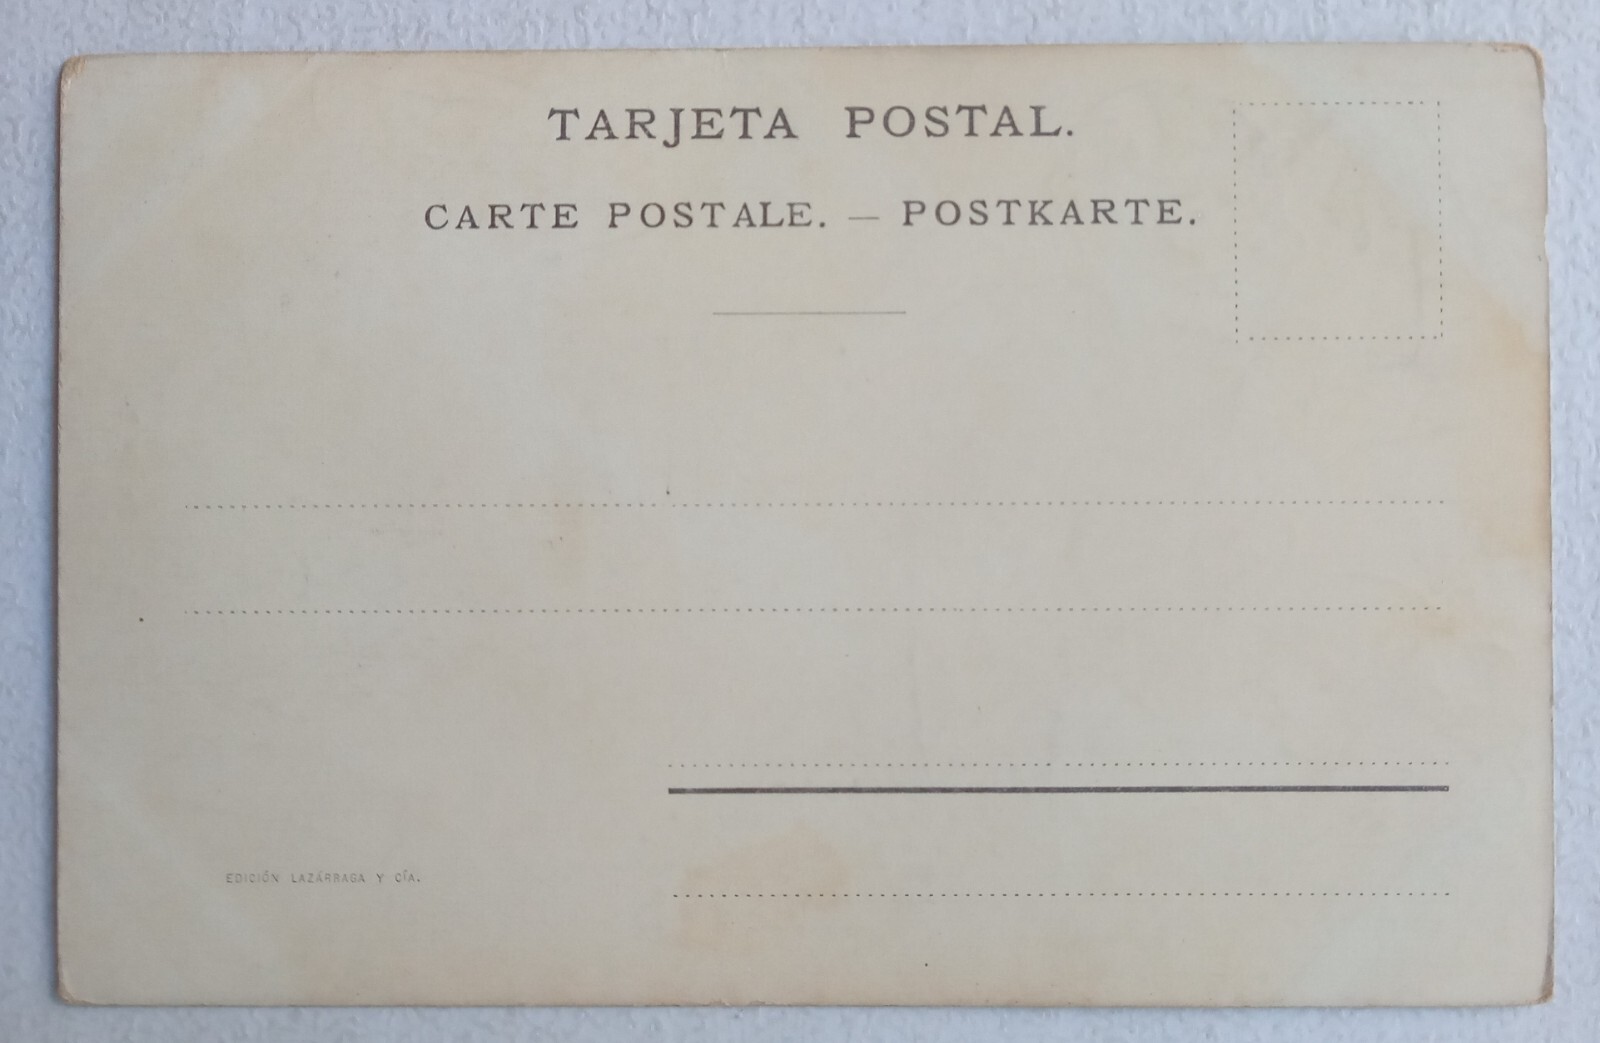 TARJETA POSTAL.
CARTE POSTALE. — POSTKARTE.
EDICIÓN LAZÁRRAGA Y CÍA.